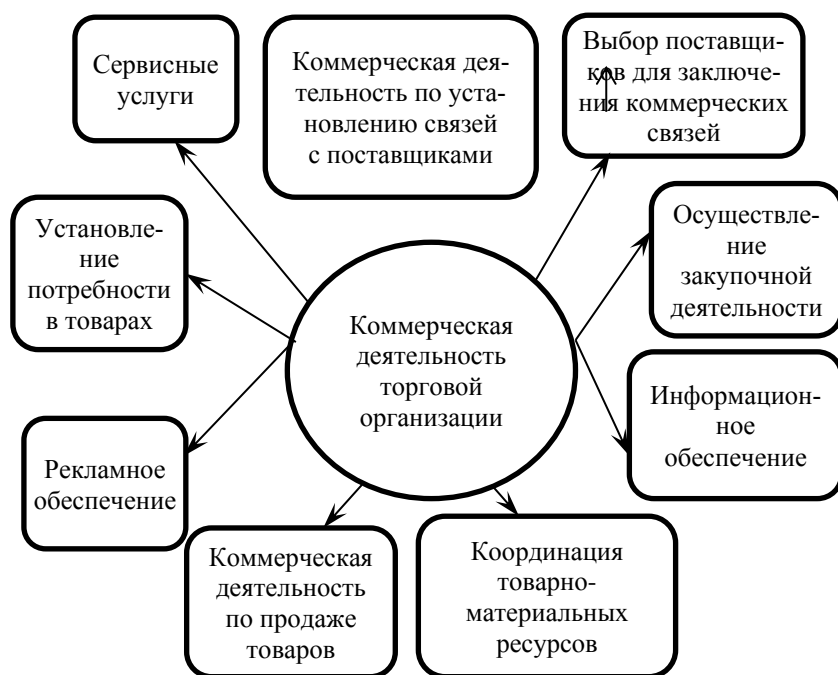 Сервисные
услуги
Коммерческая дея-
тельность по уста-
новлению связей
с поставщиками
Выбор поставщи-
ков для заключе-
ния коммерческих
связей
Установле-
ние
потребности
в товарах
Осуществле-
ние
закупочной
деятельности
Коммерческая
деятельность
торговой
организации
Информацион-
ное
обеспечение
Рекламное
обеспечение
Коммерческая
деятельность
по продаже
товаров
Координация
товарно-
материальных
ресурсов